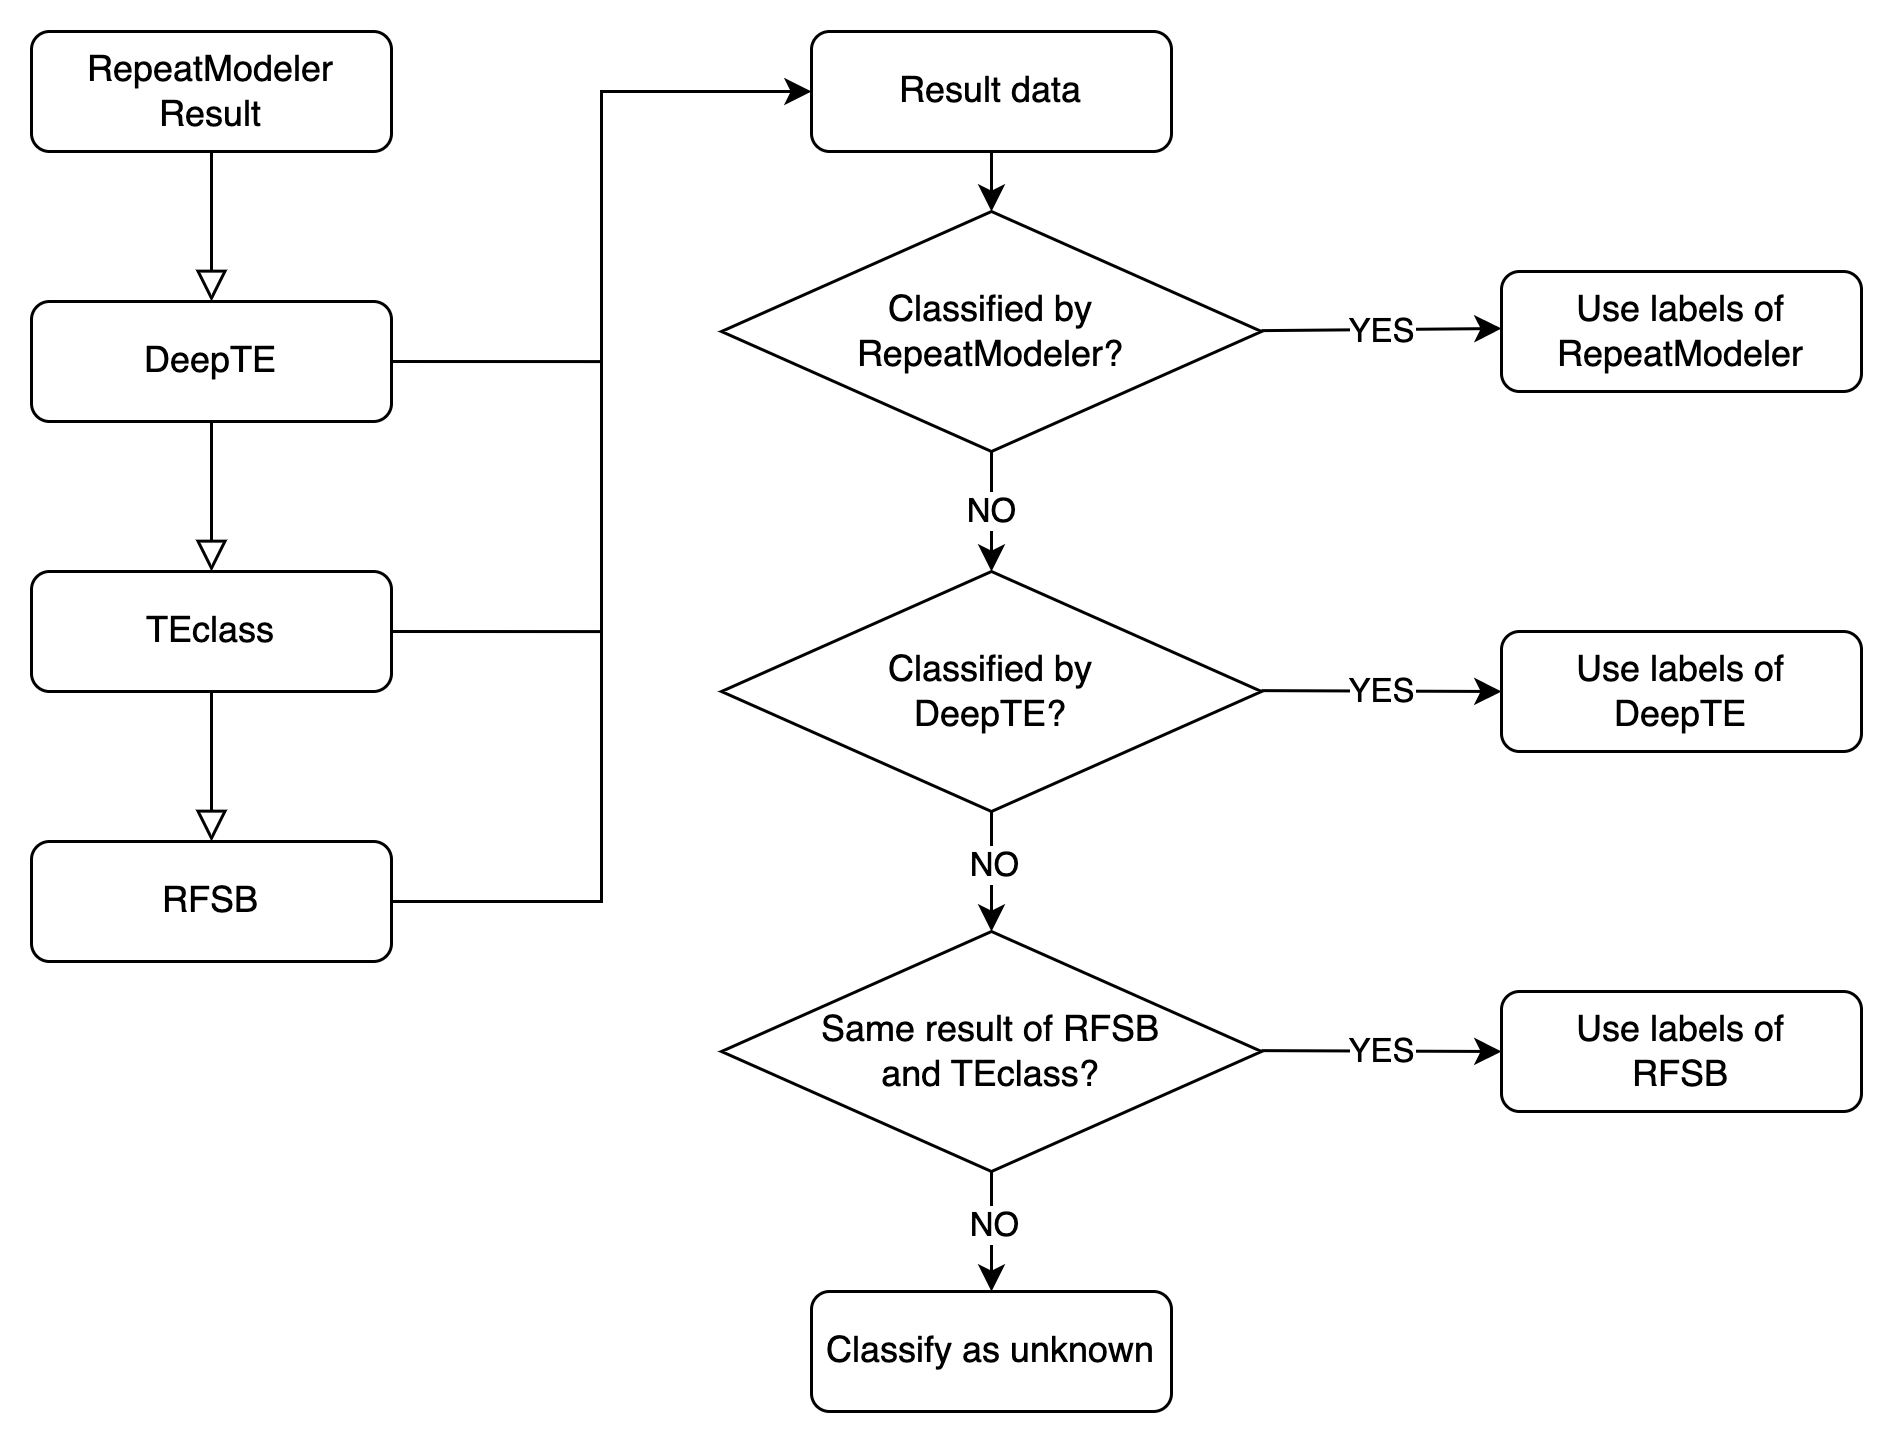 RepeatModeler
Result
DeepTE
TEclass
RFSB
Result data
Classified by
RepeatModeler?
YES
Use labels of
RepeatModeler
NO
Classified by
DeepTE?
YES
Use labels of
DeepTE
NO
Same result of RFSB
and TEclass?
YES
Use labels of
RFSB
NO
Classify as unknown